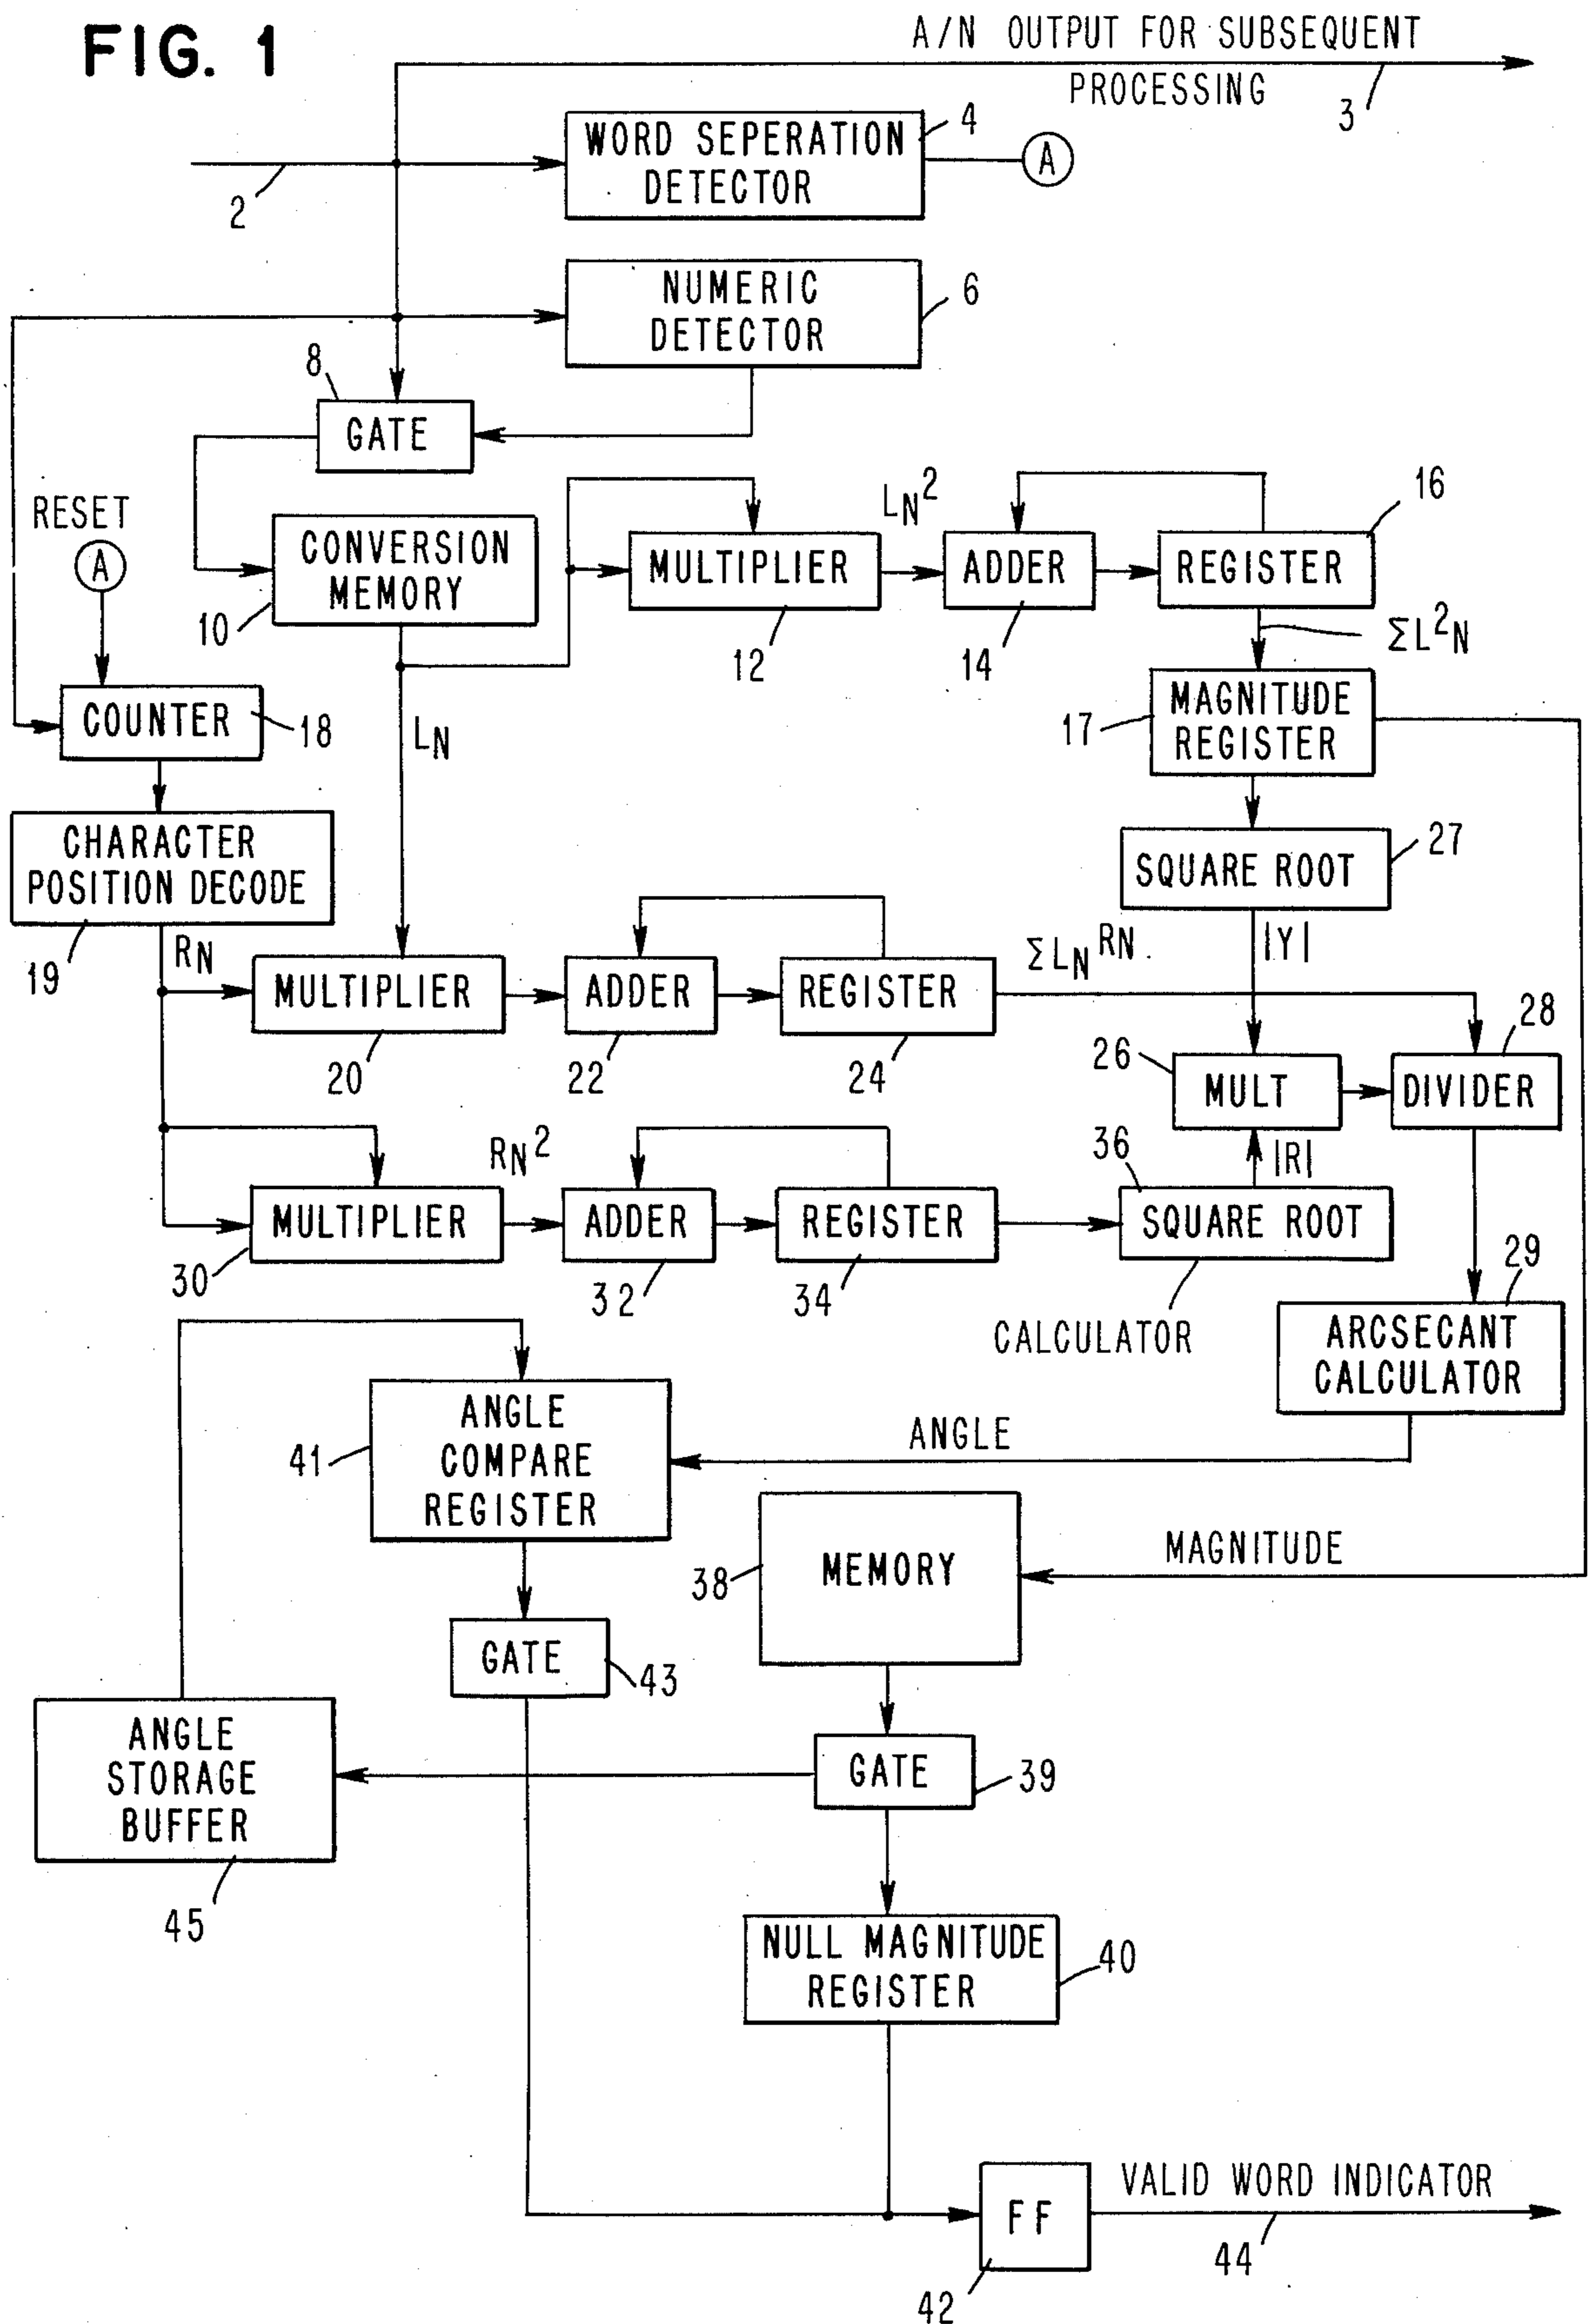 FIG. 1
A/N OUTPUT FOR SUBSEQUENT
PROCESSING
3
2
WORD SEPERATION
DETECTOR
4
A
NUMERIC
DETECTOR
6
8
GATE
RESET
A
CONVERSION
MEMORY
10
MULTIPLIER
12
LN²
ADDER
14
REGISTER
16
ΣL²N
MAGNITUDE
REGISTER
17
COUNTER
18
LN
SQUARE ROOT
27
CHARACTER
POSITION DECODE
19
RN
MULTIPLIER
20
ADDER
22
REGISTER
24
ΣLN RN
|Y|
26
MULT
28
DIVIDER
MULTIPLIER
30
RN²
ADDER
32
REGISTER
34
36
|R|
SQUARE ROOT
CALCULATOR
29
ARCSECANT
CALCULATOR
ANGLE
COMPARE
REGISTER
41
ANGLE
MEMORY
38
MAGNITUDE
GATE
43
ANGLE
STORAGE
BUFFER
45
GATE
39
NULL MAGNITUDE
REGISTER
40
FF
42
VALID WORD INDICATOR
44